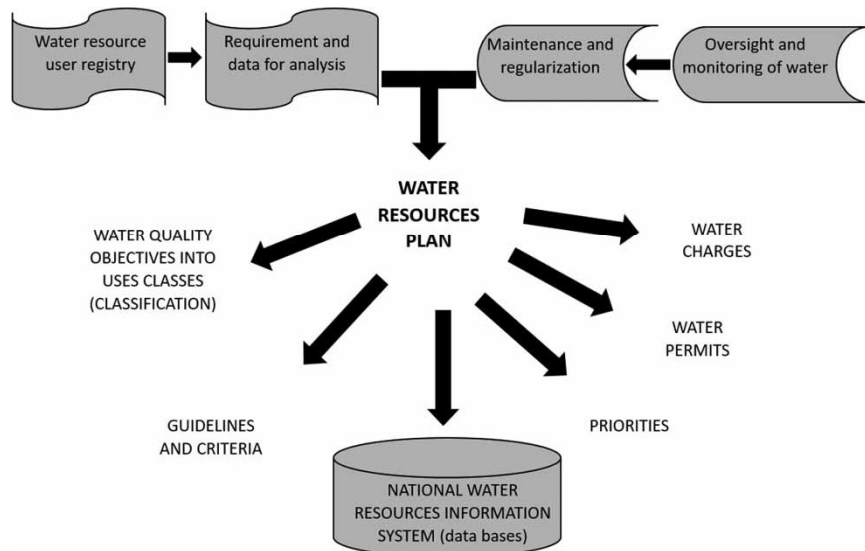 Water resource
user registry
Requirement and
data for analysis
Maintenance and
regularization
Oversight and
monitoring of water
WATER
RESOURCES
PLAN
WATER QUALITY
OBJECTIVES INTO
USES CLASSES
(CLASSIFICATION)
WATER
CHARGES
WATER
PERMITS
GUIDELINES
AND CRITERIA
PRIORITIES
NATIONAL WATER
RESOURCES INFORMATION
SYSTEM (data bases)